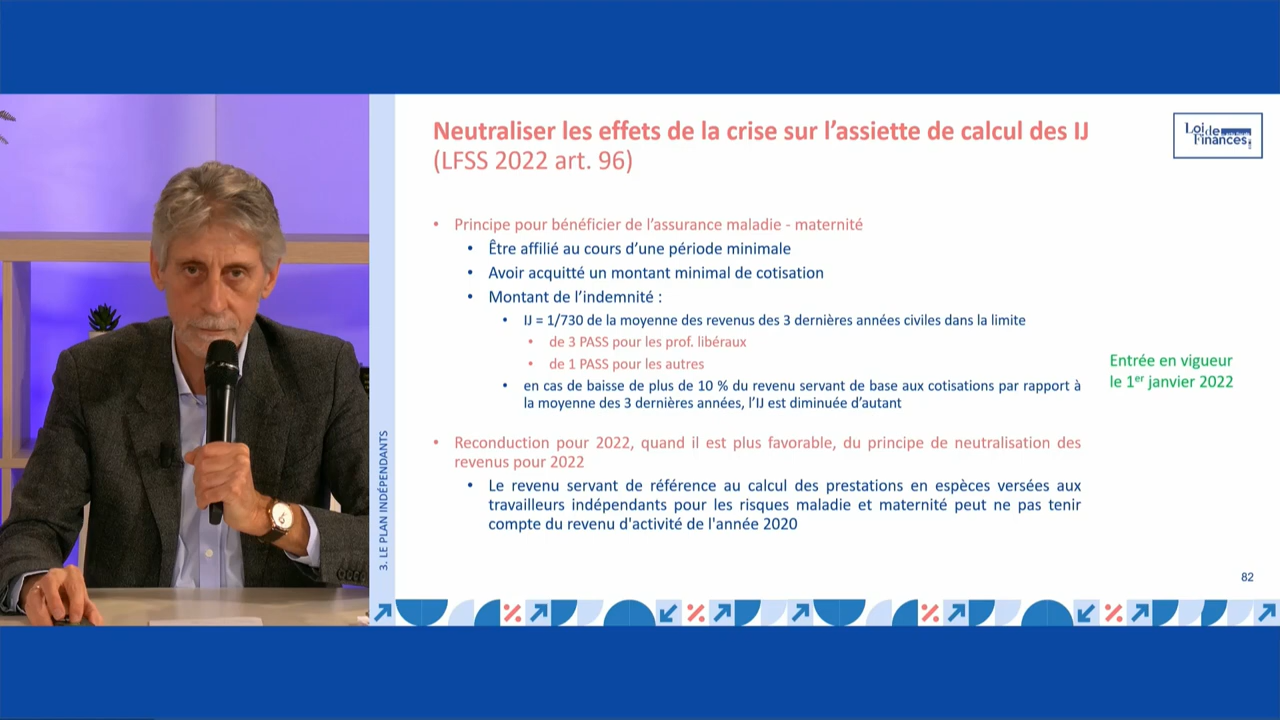 Neutraliser les effets de la crise sur l'assiette de calcul des IJ
(LFSS 2022 art. 96)
Loi de
Finances
• Principe pour bénéficier de l'assurance maladie - maternité
• Être affilié au cours d'une période minimale
• Avoir acquitté un montant minimal de cotisation
• Montant de l'indemnité :
• IJ = 1/730 de la moyenne des revenus des 3 dernières années civiles dans la limite
• de 3 PASS pour les prof. libéraux
• de 1 PASS pour les autres
• en cas de baisse de plus de 10 % du revenu servant de base aux cotisations par rapport à
la moyenne des 3 dernières années, l'IJ est diminuée d'autant
Entrée en vigueur
le 1er janvier 2022
• Reconduction pour 2022, quand il est plus favorable, du principe de neutralisation des
revenus pour 2022
• Le revenu servant de référence au calcul des prestations en espèces versées aux
travailleurs indépendants pour les risques maladie et maternité peut ne pas tenir
compte du revenu d'activité de l'année 2020
3. LE PLAN INDÉPENDANTS
82